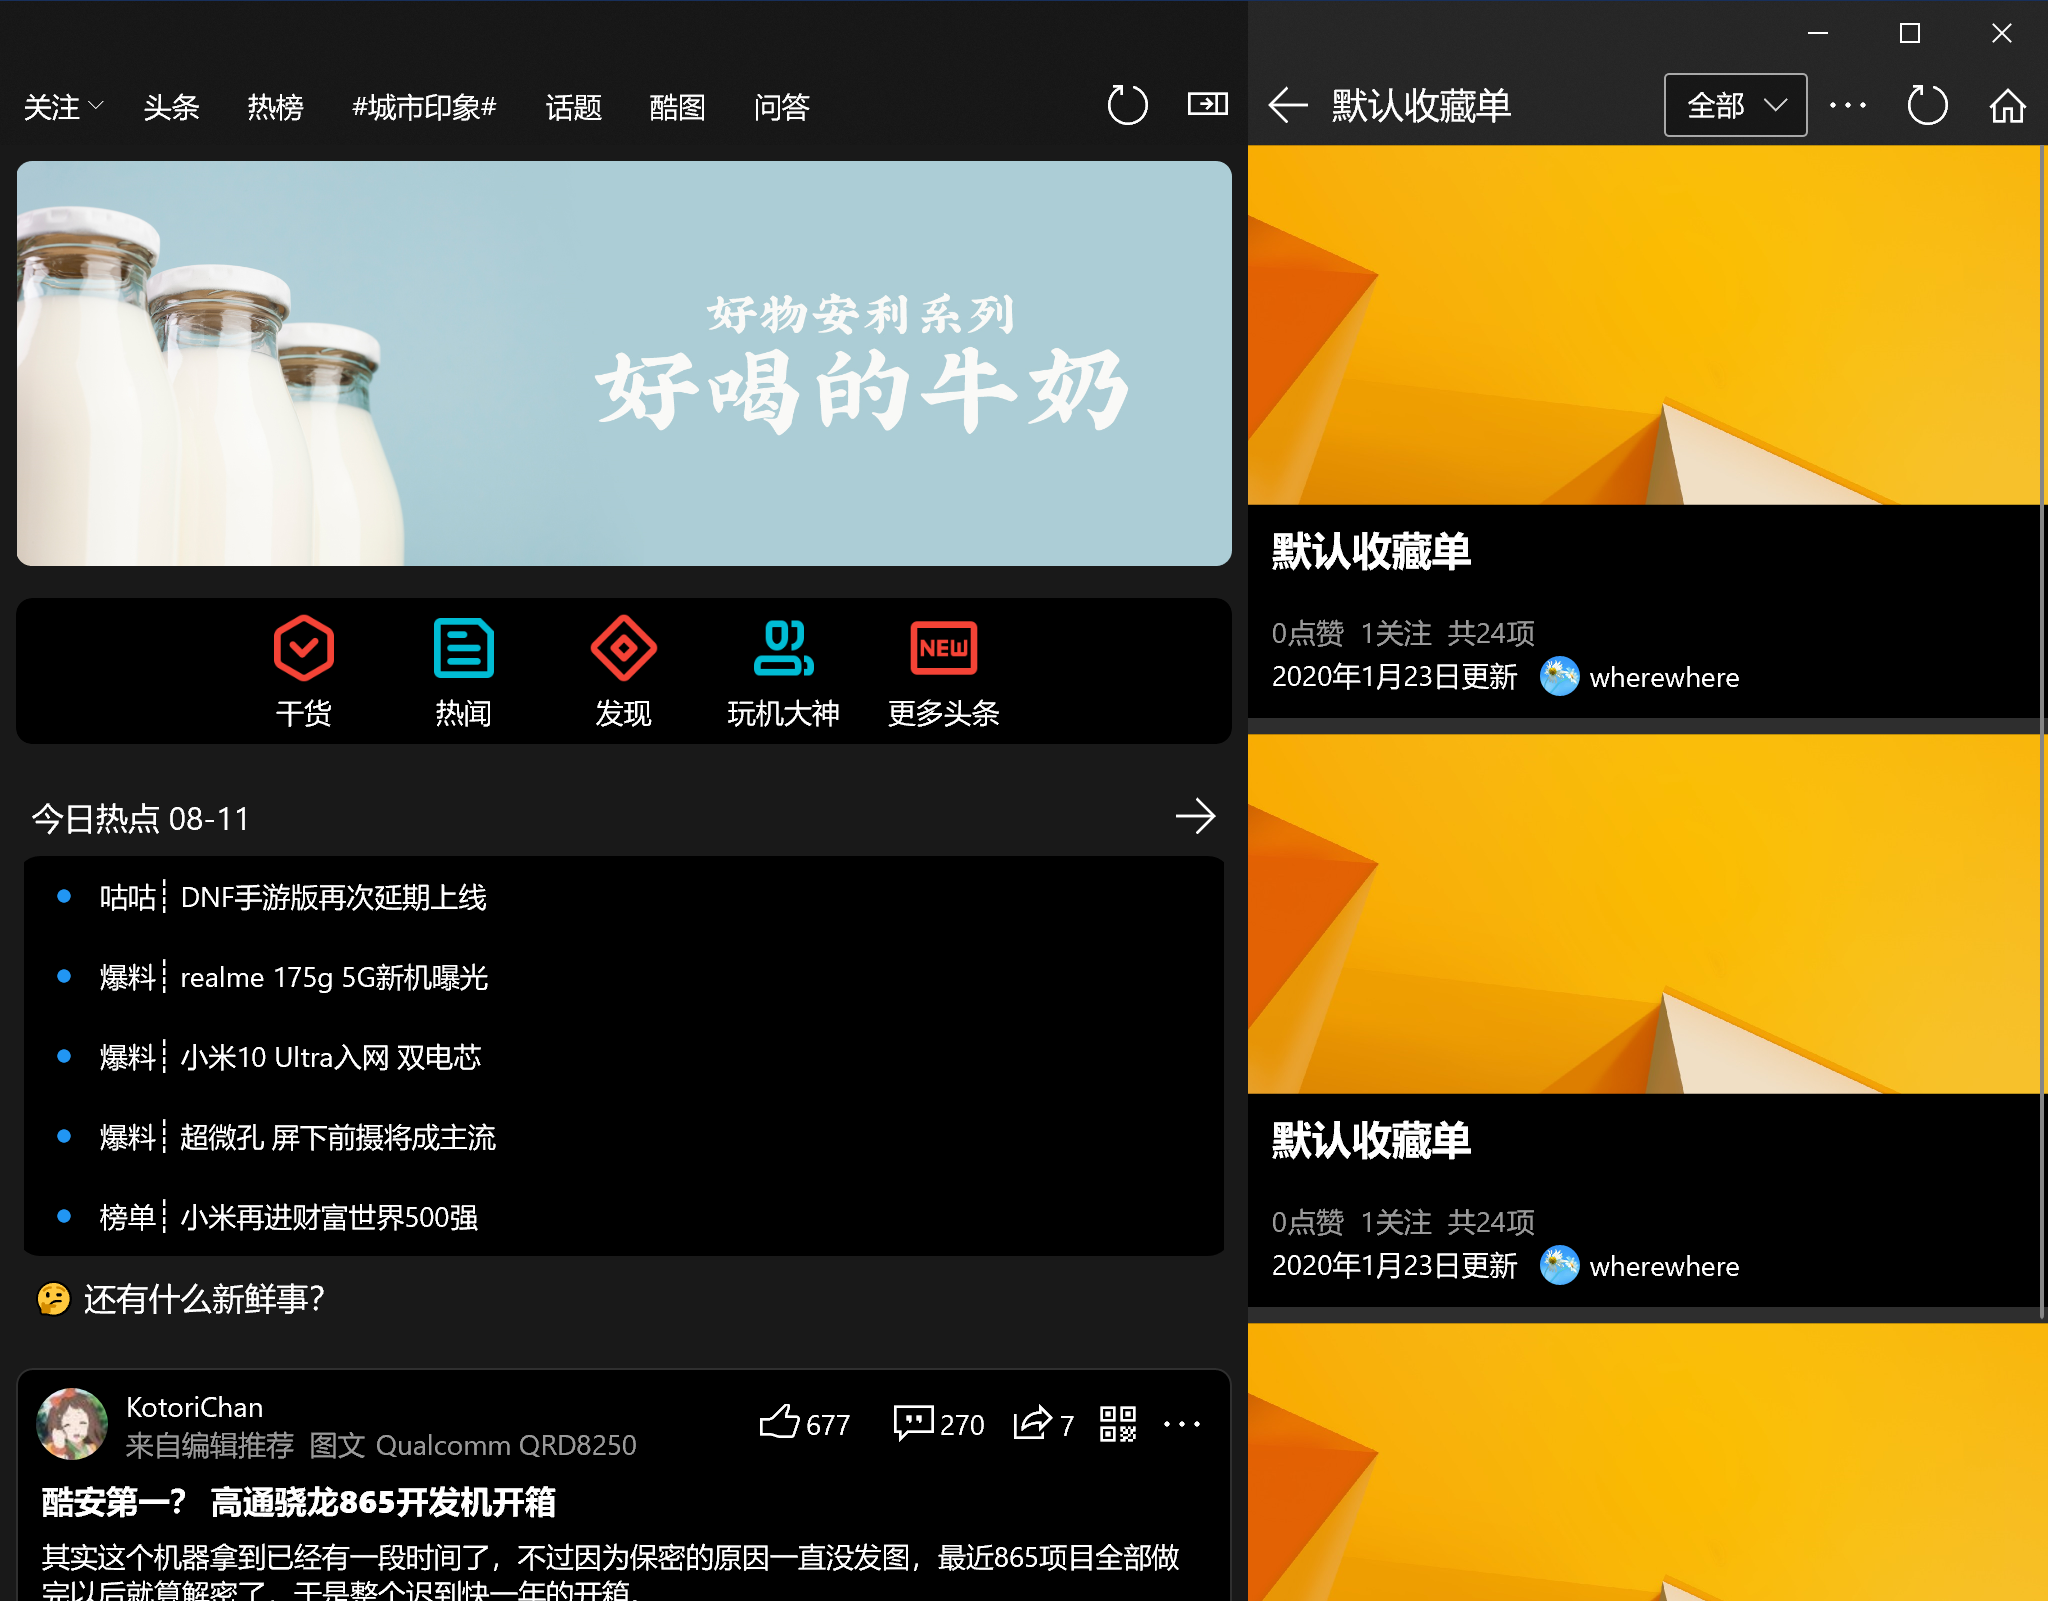 关注 头条 热榜 #城市印象# 话题 酷图 问答
好物安利系列
好喝的牛奶
干货 热闻 发现 玩机大神 NEW 更多头条
今日热点 08-11
咕咕┊DNF手游版再次延期上线
爆料┊realme 175g 5G新机曝光
爆料┊小米10 Ultra入网 双电芯
爆料┊超微孔 屏下前摄将成主流
榜单┊小米再进财富世界500强
🤔 还有什么新鲜事?
KotoriChan
来自编辑推荐 图文 Qualcomm QRD8250
677 270 7
酷安第一? 高通骁龙865开发机开箱
其实这个机器拿到已经有一段时间了，不过因为保密的原因一直没发图，最近865项目全部做
完以后就算解密了，于是整个迟到快一年的开箱。
默认收藏单 全部
默认收藏单
0点赞 1关注 共24项
2020年1月23日更新 wherewhere
默认收藏单
0点赞 1关注 共24项
2020年1月23日更新 wherewhere